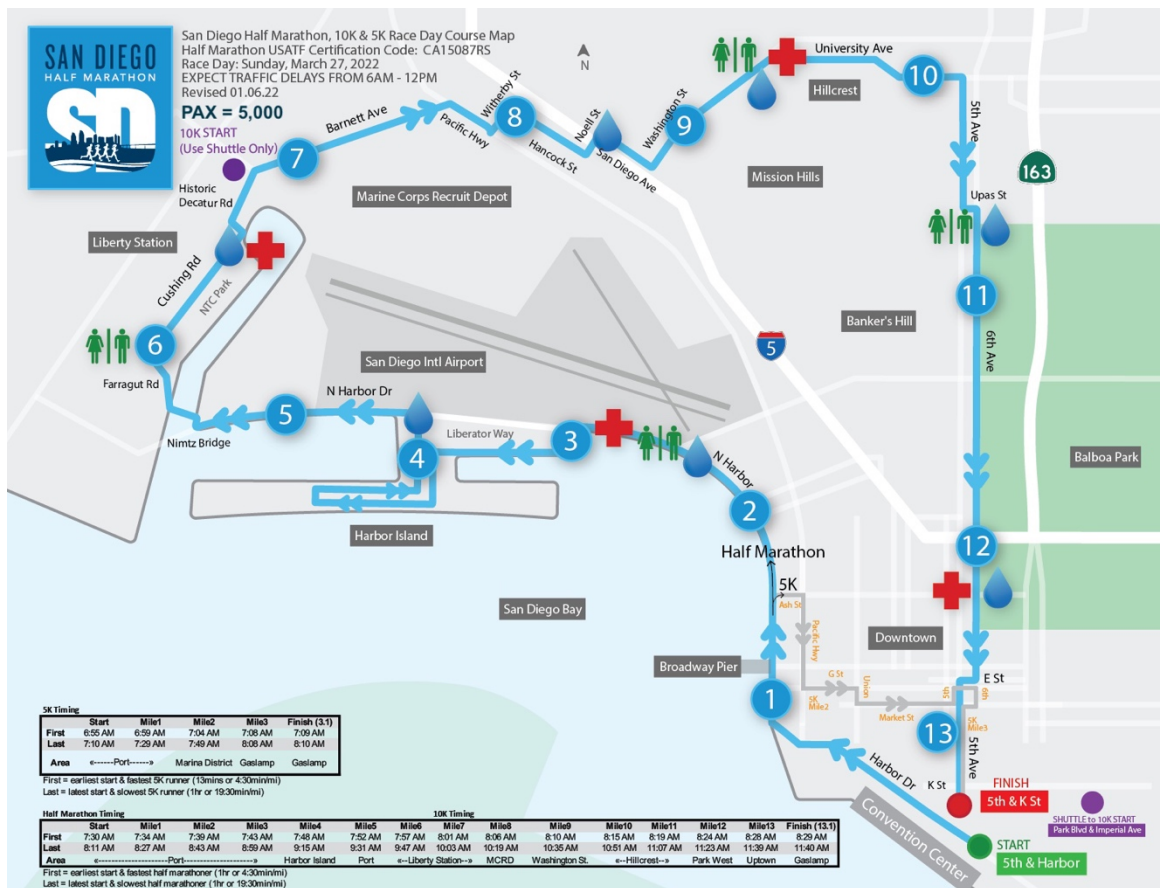 SAN DIEGO
HALF MARATHON
SD
San Diego Half Marathon, 10K & 5K Race Day Course Map
Half Marathon USATF Certification Code: CA15087RS
Race Day: Sunday, March 27, 2022
EXPECT TRAFFIC DELAYS FROM 6AM - 12PM
Revised 01.06.22
PAX = 5,000
10K START
(Use Shuttle Only)
N
Historic
Decatur Rd
7
Barnett Ave
Pacific Hwy
Witherby St
8
Hancock St
Noell St
San Diego Ave
Washington St
9
University Ave
Hillcrest
10
5th Ave
163
Upas St
Mission Hills
Marine Corps Recruit Depot
Liberty Station
Cushing Rd
NTC Park
6
Farragut Rd
Nimtz Bridge
5
N Harbor Dr
San Diego Intl Airport
Liberator Way
4
3
Harbor Island
N Harbor
2
5
Banker's Hill
11
6th Ave
Balboa Park
12
Half Marathon
5K
Ash St
Pacific Hwy
San Diego Bay
Downtown
Broadway Pier
1
G St
Union
5K
Mile2
Market St
5th
6th
E St
5K
Mile3
13
5th Ave
Harbor Dr
K St
FINISH
5th & K St
SHUTTLE TO 10K START
Park Blvd & Imperial Ave
Convention Center
START
5th & Harbor
5K Timing
Start Mile1 Mile2 Mile3 Finish (3.1)
First 6:55 AM 6:59 AM 7:04 AM 7:08 AM 7:09 AM
Last 7:10 AM 7:29 AM 7:49 AM 8:08 AM 8:10 AM
Area «------Port------» Marina District Gaslamp Gaslamp
First = earliest start & fastest 5K runner (13mins or 4:30min/mi)
Last = latest start & slowest 5K runner (1hr or 19:30min/mi)
Half Marathon Timing 10K Timing
Start Mile1 Mile2 Mile3 Mile4 Mile5 Mile6 Mile7 Mile8 Mile9 Mile10 Mile11 Mile12 Mile13 Finish (13.1)
First 7:30 AM 7:34 AM 7:39 AM 7:43 AM 7:48 AM 7:52 AM 7:57 AM 8:01 AM 8:06 AM 8:10 AM 8:15 AM 8:19 AM 8:24 AM 8:28 AM 8:29 AM
Last 8:11 AM 8:27 AM 8:43 AM 8:59 AM 9:15 AM 9:31 AM 9:47 AM 10:03 AM 10:19 AM 10:35 AM 10:51 AM 11:07 AM 11:23 AM 11:39 AM 11:40 AM
Area «----------------------Port----------------------» Harbor Island Port «--Liberty Station--» MCRD Washington St. «--Hillcrest--» Park West Uptown Gaslamp
First = earliest start & fastest half marathoner (1hr or 4:30min/mi)
Last = latest start & slowest half marathoner (1hr or 19:30min/mi)